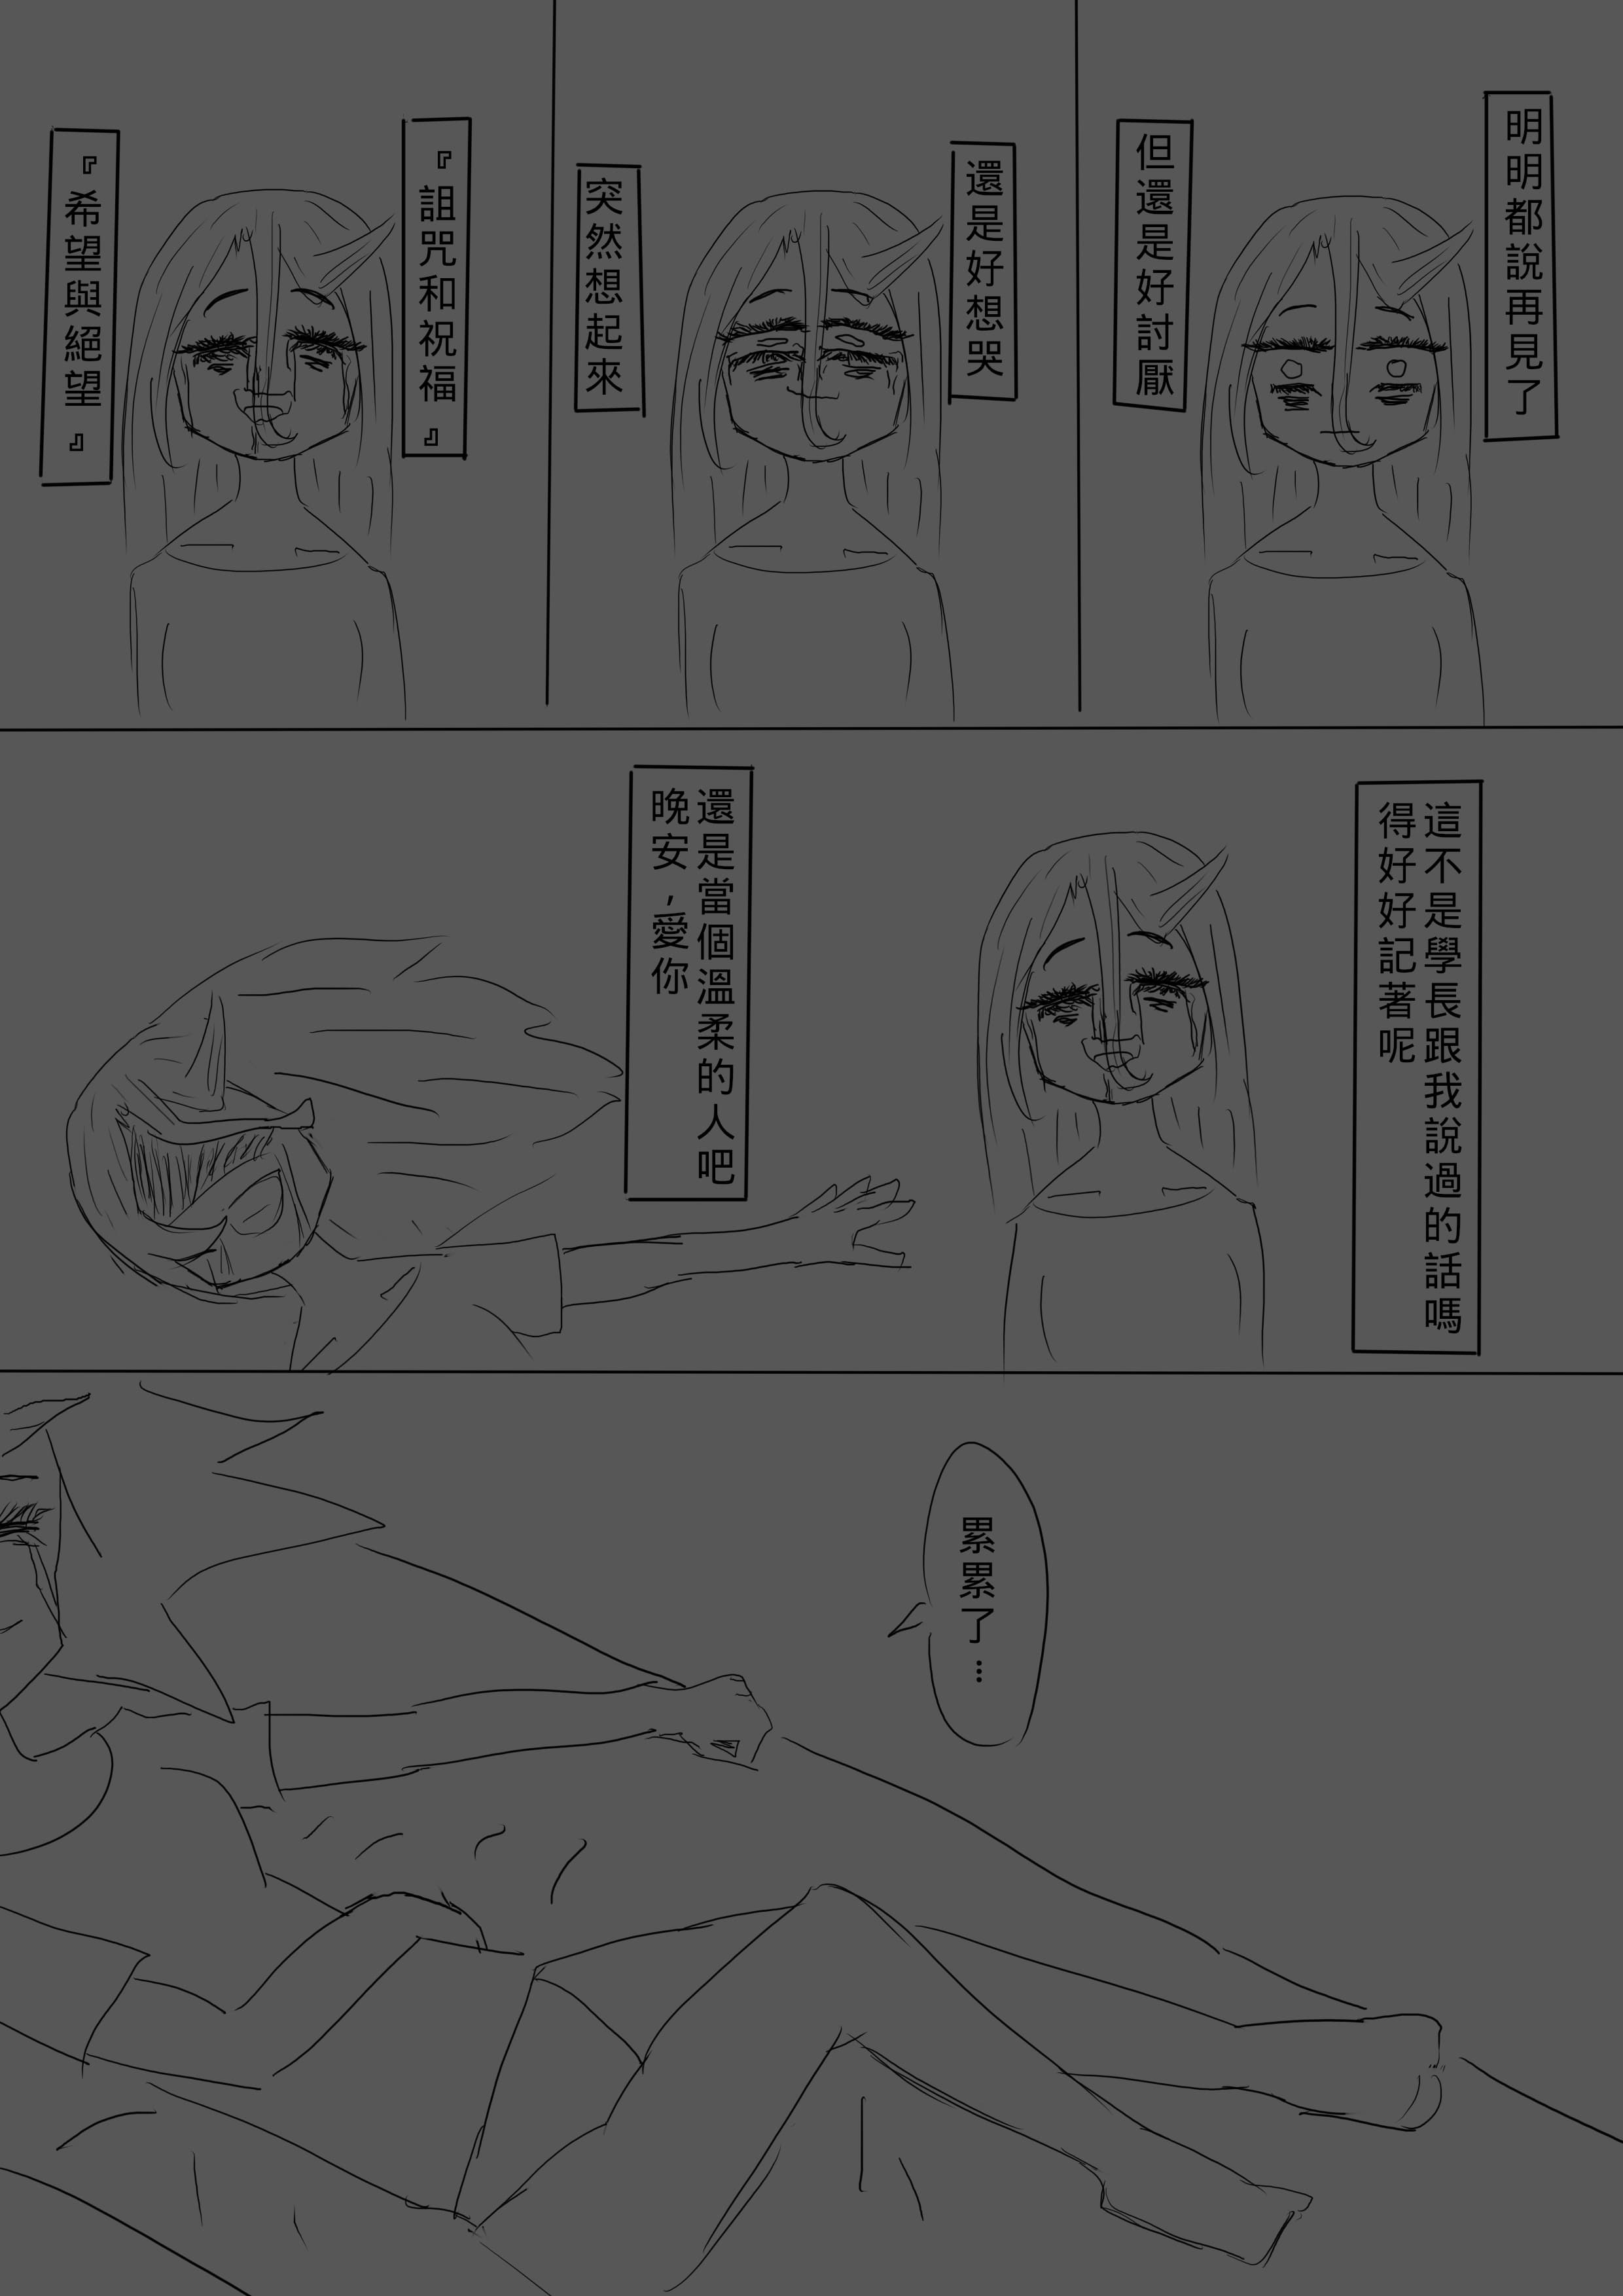 明明都說再見了
但還是好討厭
還是好想哭
突然想起來
『詛咒和祝福』
『希望與絕望』
這不是學長跟我說過的話嗎
得好好記著呢
還是當個溫柔的人吧
晚安,愛你
累累了…